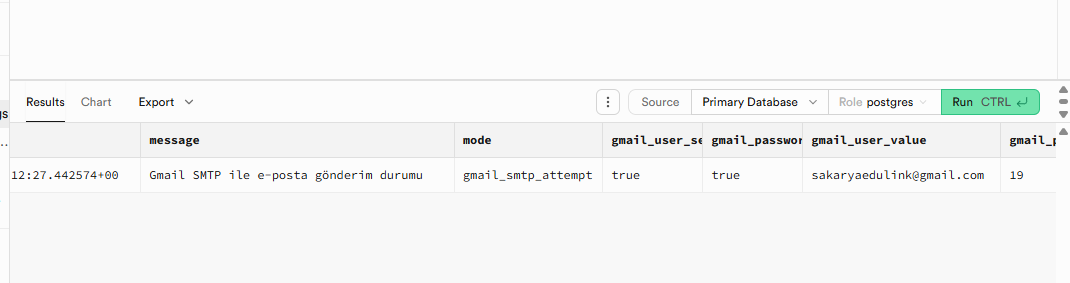 Results Chart Export Source Primary Database Role postgres Run CTRL
gs
message mode gmail_user_se gmail_passwor gmail_user_value gmail_p
12:27.442574+00 Gmail SMTP ile e-posta gönderim durumu gmail_smtp_attempt true true sakaryaedulink@gmail.com 19